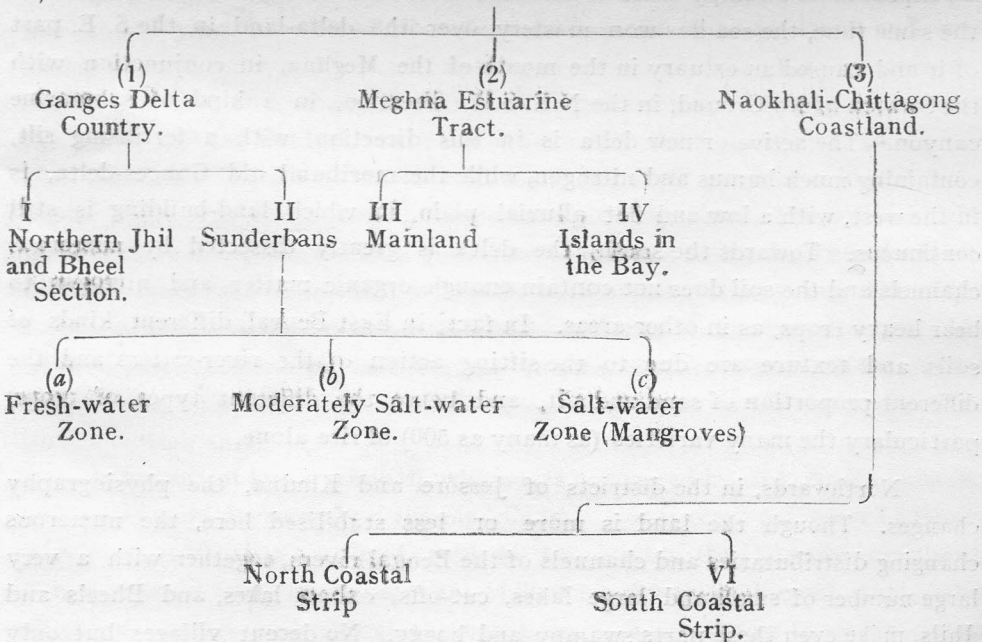 (1) (2) (3)
Ganges Delta Meghna Estuarine Naokhali-Chittagong
Country. Tract. Coastland.
I II III IV
Northern Jhil Sunderbans Mainland Islands in
and Bheel the Bay.
Section.
(a) (b) (c)
Fresh-water Moderately Salt-water Salt-water
Zone. Zone. Zone (Mangroves)
V VI
North Coastal South Coastal
Strip Strip.